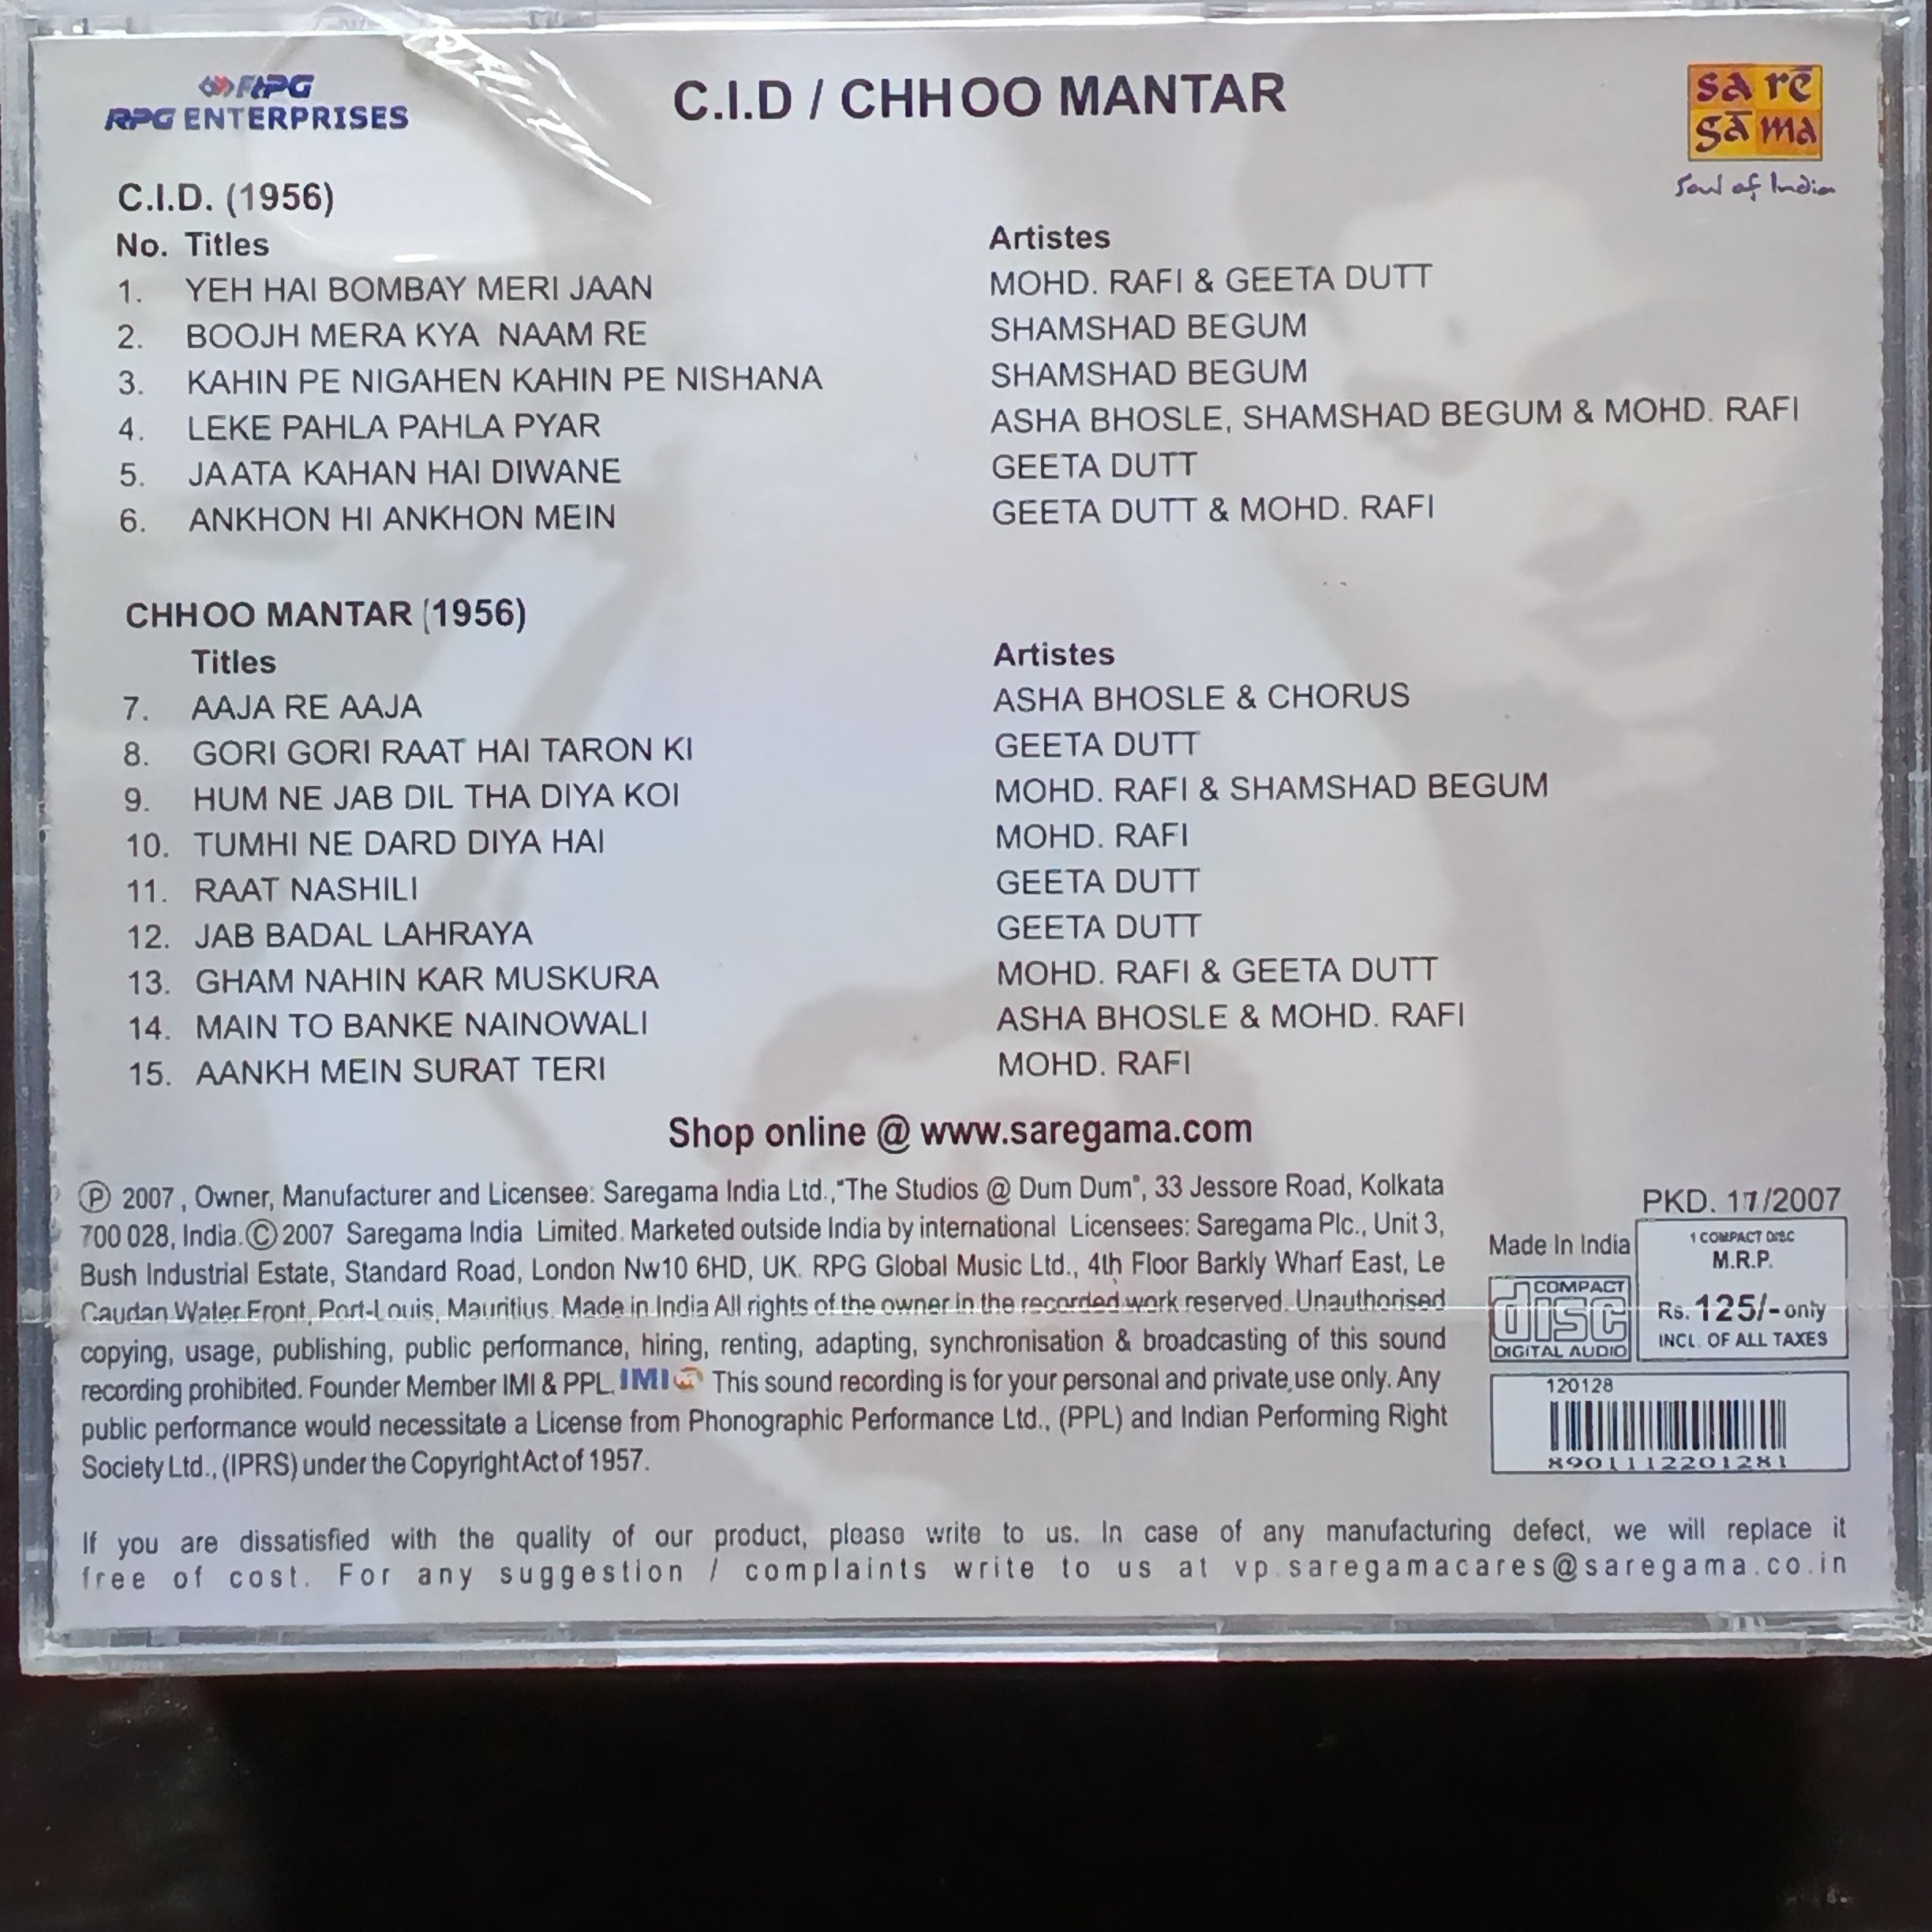 RPG
RPG ENTERPRISES
C.I.D / CHHOO MANTAR
sa rē
gā ma
Soul of India
C.I.D. (1956)
No. Titles Artistes
1. YEH HAI BOMBAY MERI JAAN MOHD. RAFI & GEETA DUTT
2. BOOJH MERA KYA NAAM RE SHAMSHAD BEGUM
3. KAHIN PE NIGAHEN KAHIN PE NISHANA SHAMSHAD BEGUM
4. LEKE PAHLA PAHLA PYAR ASHA BHOSLE, SHAMSHAD BEGUM & MOHD. RAFI
5. JAATA KAHAN HAI DIWANE GEETA DUTT
6. ANKHON HI ANKHON MEIN GEETA DUTT & MOHD. RAFI
CHHOO MANTAR (1956)
Titles Artistes
7. AAJA RE AAJA ASHA BHOSLE & CHORUS
8. GORI GORI RAAT HAI TARON KI GEETA DUTT
9. HUM NE JAB DIL THA DIYA KOI MOHD. RAFI & SHAMSHAD BEGUM
10. TUMHI NE DARD DIYA HAI MOHD. RAFI
11. RAAT NASHILI GEETA DUTT
12. JAB BADAL LAHRAYA GEETA DUTT
13. GHAM NAHIN KAR MUSKURA MOHD. RAFI & GEETA DUTT
14. MAIN TO BANKE NAINOWALI ASHA BHOSLE & MOHD. RAFI
15. AANKH MEIN SURAT TERI MOHD. RAFI
Shop online @ www.saregama.com
Ⓟ 2007 , Owner, Manufacturer and Licensee: Saregama India Ltd.,"The Studios @ Dum Dum", 33 Jessore Road, Kolkata
700 028, India.© 2007 Saregama India Limited. Marketed outside India by international Licensees: Saregama Plc., Unit 3,
Bush Industrial Estate, Standard Road, London Nw10 6HD, UK. RPG Global Music Ltd., 4th Floor Barkly Wharf East, Le
Caudan Water Front, Port-Louis, Mauritius. Made in India All rights of the owner in the recorded work reserved. Unauthorised
copying, usage, publishing, public performance, hiring, renting, adapting, synchronisation & broadcasting of this sound
recording prohibited. Founder Member IMI & PPL. IMI This sound recording is for your personal and private use only. Any
public performance would necessitate a License from Phonographic Performance Ltd., (PPL) and Indian Performing Right
Society Ltd., (IPRS) under the Copyright Act of 1957.
PKD. 17/2007
Made In India
1 COMPACT DISC
M.R.P.
Rs. 125/- only
INCL. OF ALL TAXES
COMPACT
disc
DIGITAL AUDIO
120128
8901112201281
If you are dissatisfied with the quality of our product, please write to us. In case of any manufacturing defect, we will replace it
free of cost. For any suggestion / complaints write to us at vp.saregamacares@saregama.co.in